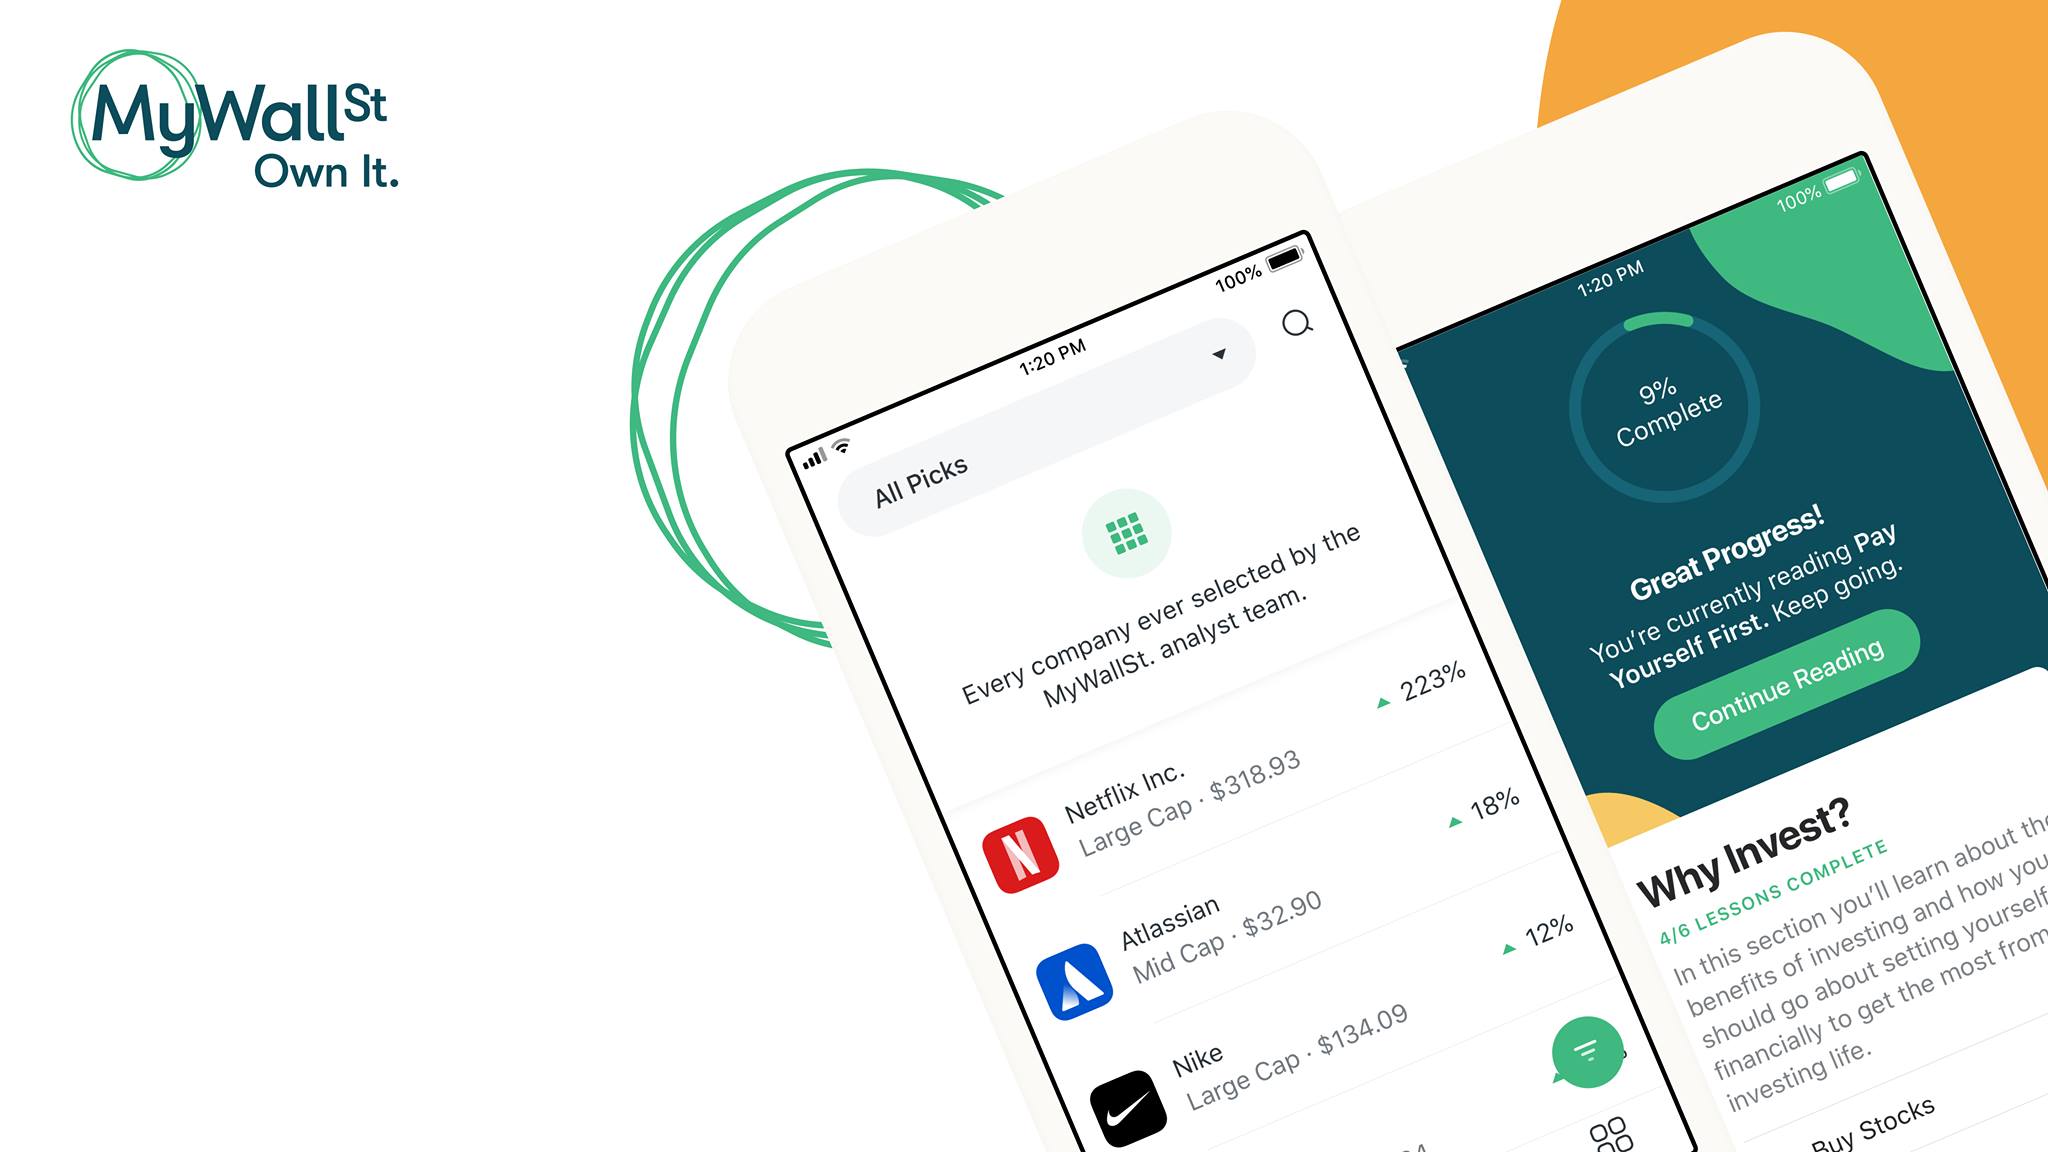 MyWallSt
Own It.
100%
1:20 PM
All Picks
Every company ever selected by the
MyWallSt. analyst team.
Netflix Inc.
Large Cap · $318.93
223%
Atlassian
Mid Cap · $32.90
18%
Nike
Large Cap · $134.09
12%
100%
1:20 PM
9%
Complete
Great Progress!
You're currently reading Pay
Yourself First. Keep going.
Continue Reading
Why Invest?
4/6 LESSONS COMPLETE
In this section you'll learn about the
benefits of investing and how you
should go about setting yourself
financially to get the most from
investing life.
Buy Stocks